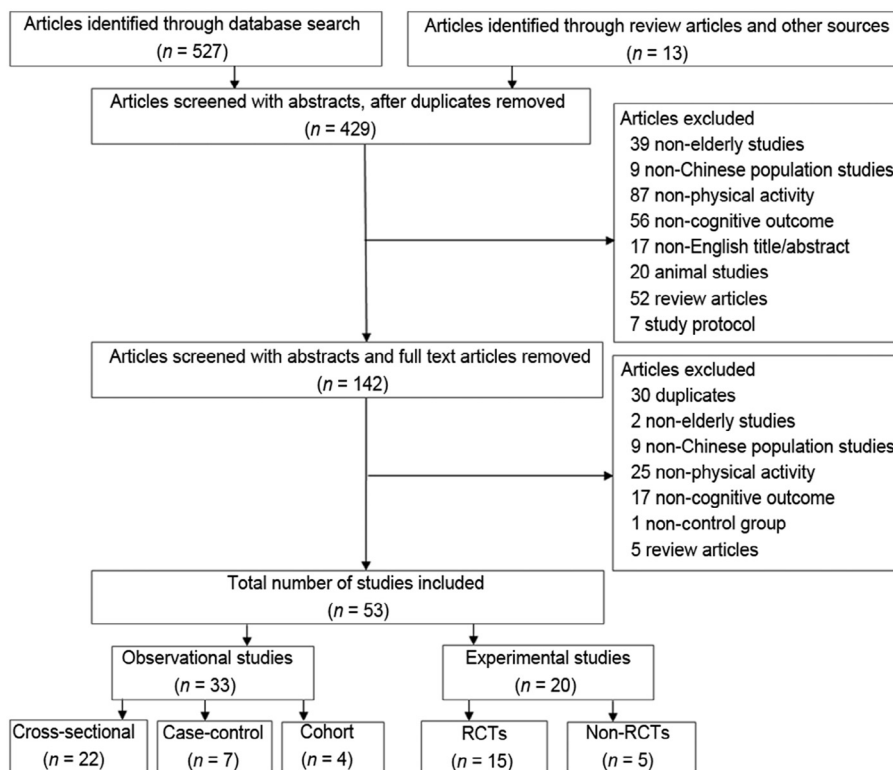 Articles identified through database search
(n = 527)
Articles identified through review articles and other sources
(n = 13)
Articles screened with abstracts, after duplicates removed
(n = 429)
Articles excluded
39 non-elderly studies
9 non-Chinese population studies
87 non-physical activity
56 non-cognitive outcome
17 non-English title/abstract
20 animal studies
52 review articles
7 study protocol
Articles screened with abstracts and full text articles removed
(n = 142)
Articles excluded
30 duplicates
2 non-elderly studies
9 non-Chinese population studies
25 non-physical activity
17 non-cognitive outcome
1 non-control group
5 review articles
Total number of studies included
(n = 53)
Observational studies
(n = 33)
Experimental studies
(n = 20)
Cross-sectional
(n = 22)
Case-control
(n = 7)
Cohort
(n = 4)
RCTs
(n = 15)
Non-RCTs
(n = 5)